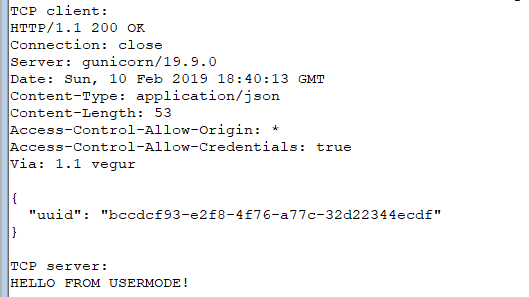 TCP client:
HTTP/1.1 200 OK
Connection: close
Server: gunicorn/19.9.0
Date: Sun, 10 Feb 2019 18:40:13 GMT
Content-Type: application/json
Content-Length: 53
Access-Control-Allow-Origin: *
Access-Control-Allow-Credentials: true
Via: 1.1 vegur

{
  "uuid": "bccdcf93-e2f8-4f76-a77c-32d22344ecdf"
}

TCP server:
HELLO FROM USERMODE!